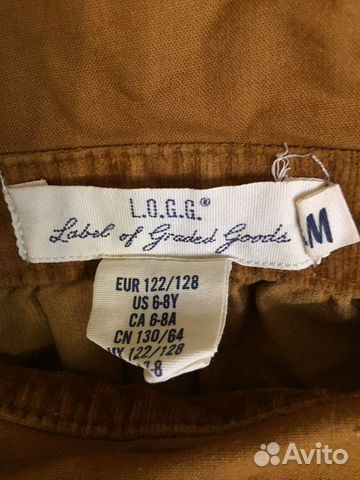 L.O.G.G.®
Label of Graded Goods
M
EUR 122/128
US 6-8Y
CA 6-8A
CN 130/64
122/128
Avito